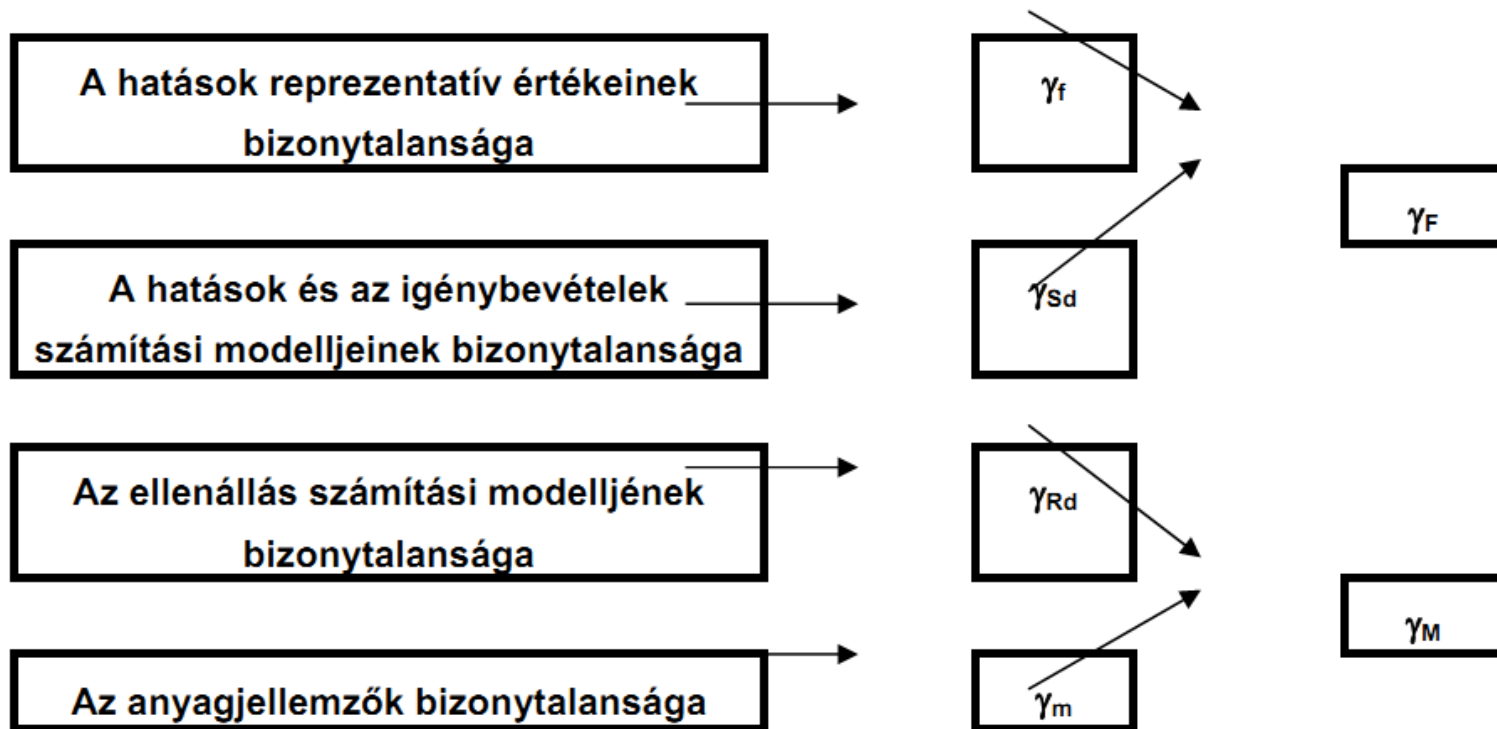 A hatások reprezentatív értékeinek
bizonytalansága
γf
A hatások és az igénybevételek
számítási modelljeinek bizonytalansága
γSd
γF
Az ellenállás számítási modelljének
bizonytalansága
γRd
Az anyagjellemzők bizonytalansága
γm
γM